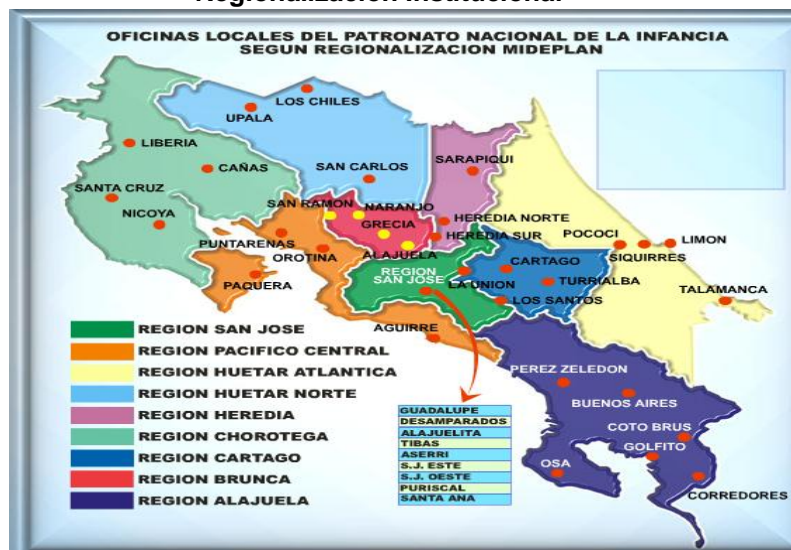 Regionalización Institucional
OFICINAS LOCALES DEL PATRONATO NACIONAL DE LA INFANCIA
SEGUN REGIONALIZACION MIDEPLAN
LOS CHILES
UPALA
LIBERIA
CAÑAS
SAN CARLOS
SARAPIQUI
SANTA CRUZ
NICOYA
SAN RAMON
NARANJO
GRECIA
HEREDIA NORTE
HEREDIA SUR
POCOCI
LIMON
SIQUIRRES
PUNTARENAS
OROTINA
ALAJUELA
REGION
SAN JOSE
CARTAGO
LA UNION
TURRIALBA
TALAMANCA
PAQUERA
LOS SANTOS
AGUIRRE
REGION SAN JOSE
REGION PACIFICO CENTRAL
REGION HUETAR ATLANTICA
REGION HUETAR NORTE
REGION HEREDIA
REGION CHOROTEGA
REGION CARTAGO
REGION BRUNCA
REGION ALAJUELA
GUADALUPE
DESAMPARADOS
ALAJUELITA
TIBAS
ASERRI
S.J. ESTE
S.J. OESTE
PURISCAL
SANTA ANA
PEREZ ZELEDON
BUENOS AIRES
COTO BRUS
GOLFITO
OSA
CORREDORES